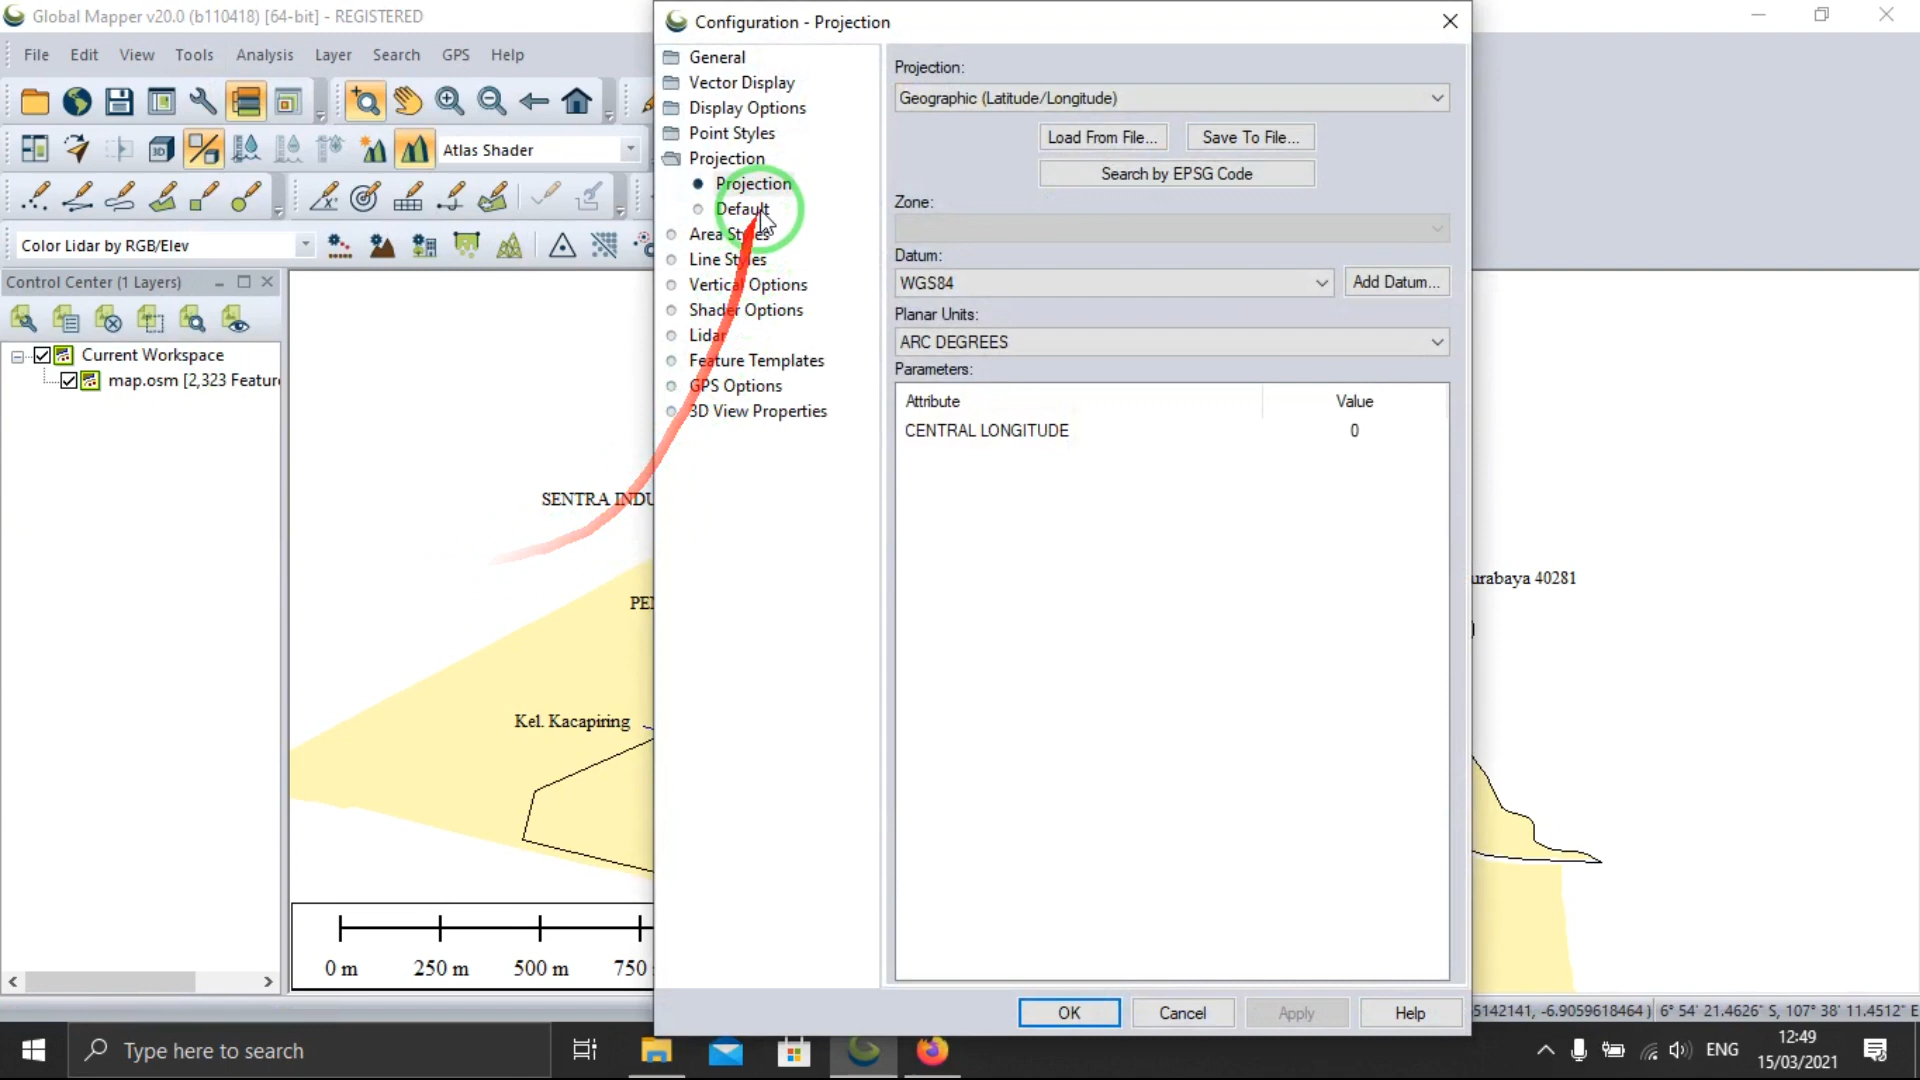 Global Mapper v20.0 (b110418) [64-bit] - REGISTERED
File Edit View Tools Analysis Layer Search GPS Help
Atlas Shader
Color Lidar by RGB/Elev
Control Center (1 Layers)
Current Workspace
map.osm [2,323 Featur
SENTRA INDU
Kel. Kacapiring
0 m 250 m 500 m 750
Configuration - Projection
General
Vector Display
Display Options
Point Styles
Projection
Projection
Default
Area Styles
Line Styles
Vertical Options
Shader Options
Lidar
Feature Templates
GPS Options
3D View Properties
Projection:
Geographic (Latitude/Longitude)
Load From File... Save To File...
Search by EPSG Code
Zone:
Datum:
WGS84 Add Datum...
Planar Units:
ARC DEGREES
Parameters:
Attribute Value
CENTRAL LONGITUDE 0
OK Cancel Apply Help
urabaya 40281
5142141, -6.9059618464 ) 6° 54' 21.4626" S, 107° 38' 11.4512" E
Type here to search
ENG
12:49
15/03/2021